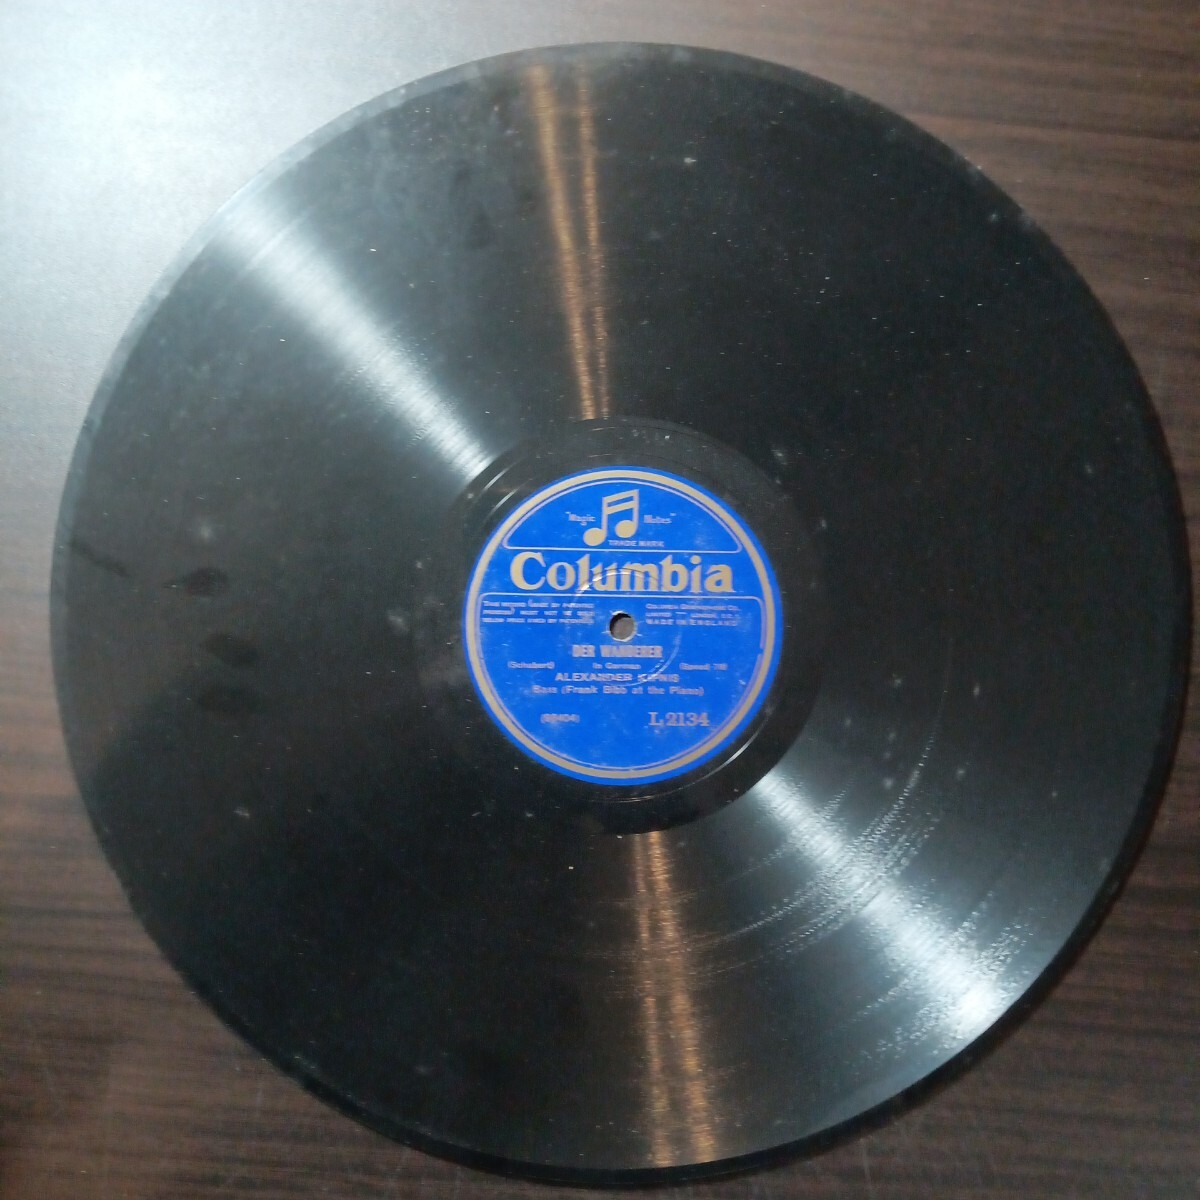 "Magic Notes"
TRADE MARK
Columbia
MADE IN ENGLAND
DER WANDERER
(Schubert) In German (Speed 78)
ALEXANDER KIPNIS
Bass (Frank Bibb at the Piano)
L 2134